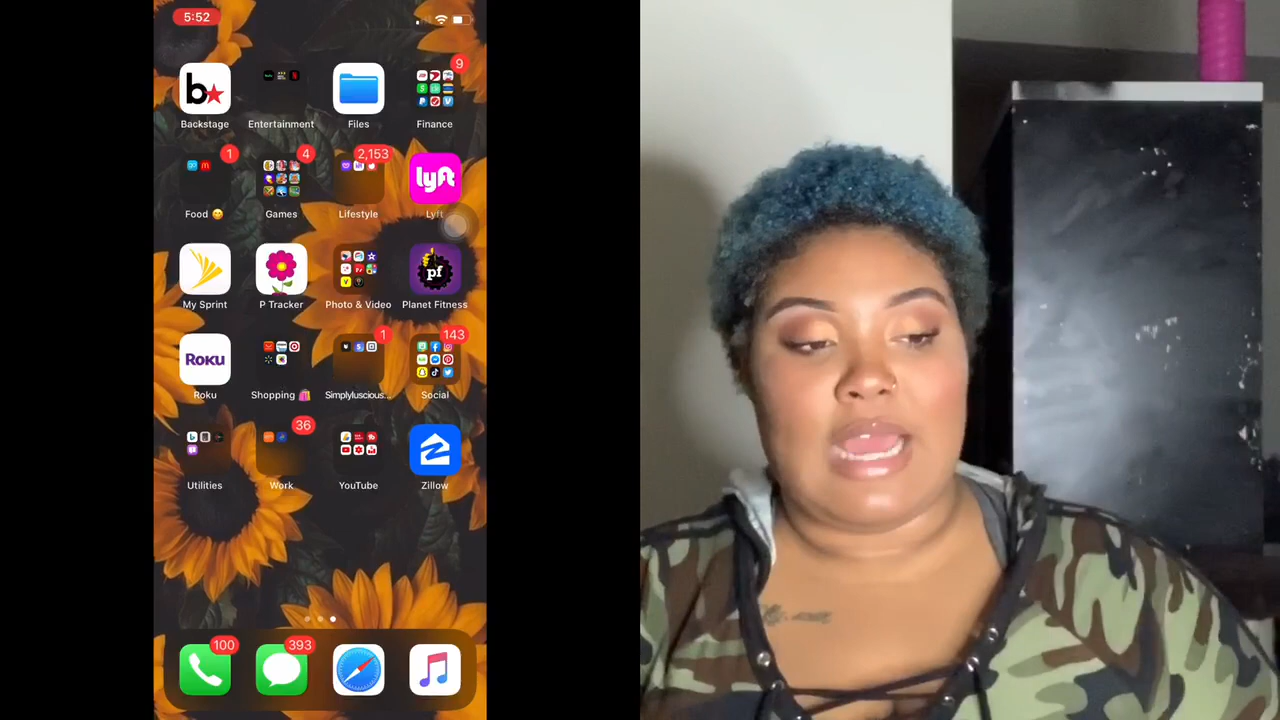 5:52
9
b★
Backstage
Entertainment
Files
Finance
1
4
2,153
lyft
Food 😋
Games
Lifestyle
Lyft
pf
My Sprint
P Tracker
Photo & Video
Planet Fitness
1
143
ROKU
Roku
Shopping 🛍️
Simplyluscious...
Social
36
Z
Utilities
Work
YouTube
Zillow
100
393